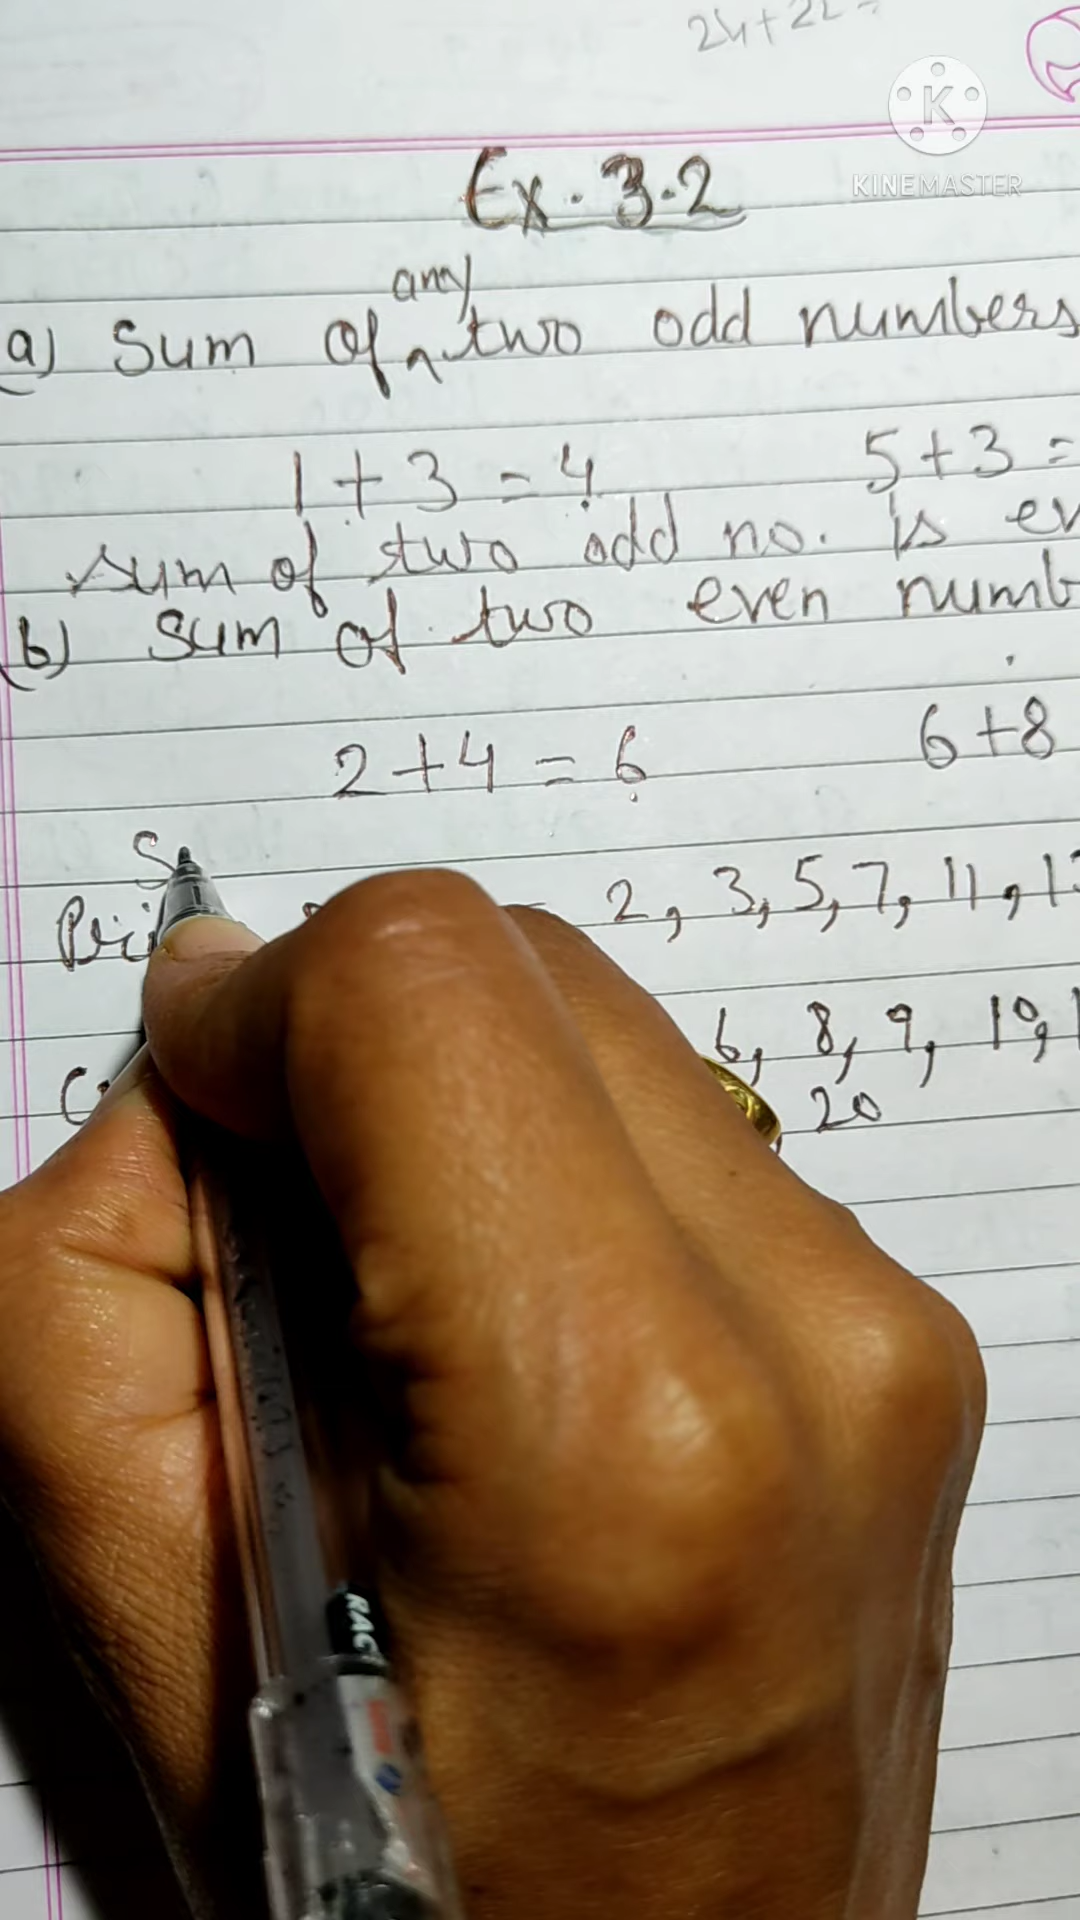 24+22
KINEMASTER
Ex. 3.2
any
(a) Sum of ^ two odd numbers
1 + 3 = 4 5 + 3 =
sum of two odd no. is ev
(b) Sum of two even numb
2 + 4 = 6 6 + 8
S
Pri 2, 3, 5, 7, 11, 13
6, 8, 9, 10, 1
20